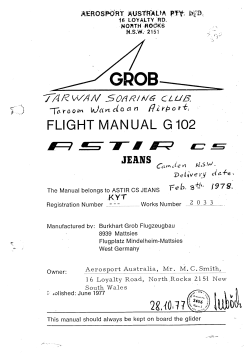 AEROSPORT AUSTRALIA PTY. LTD.
16 LOYALTY RD.
NORTH ROCKS
N.S.W. 2151
GROB
TARWAN SOARING CLUB
Taroom Wandoan Airport.
FLIGHT MANUAL G 102
ASTIR CS
JEANS
Camden N.S.W.
Delivery date.
The Manual belongs to ASTIR CS JEANS
Feb. 8th, 1978.
KYT
Registration Number ---
Works Number 2033
Manufactured by: Burkhart Grob Flugzeugbau
8939 Mattsies
Flugplatz Mindelheim-Mattsies
West Germany
Owner: Aerosport Australia, Mr. M.C.Smith,
16 Loyalty Road, North Rocks 2151 New
South Wales
Published: June 1977
28.10.77
This manual should always be kept on board the glider